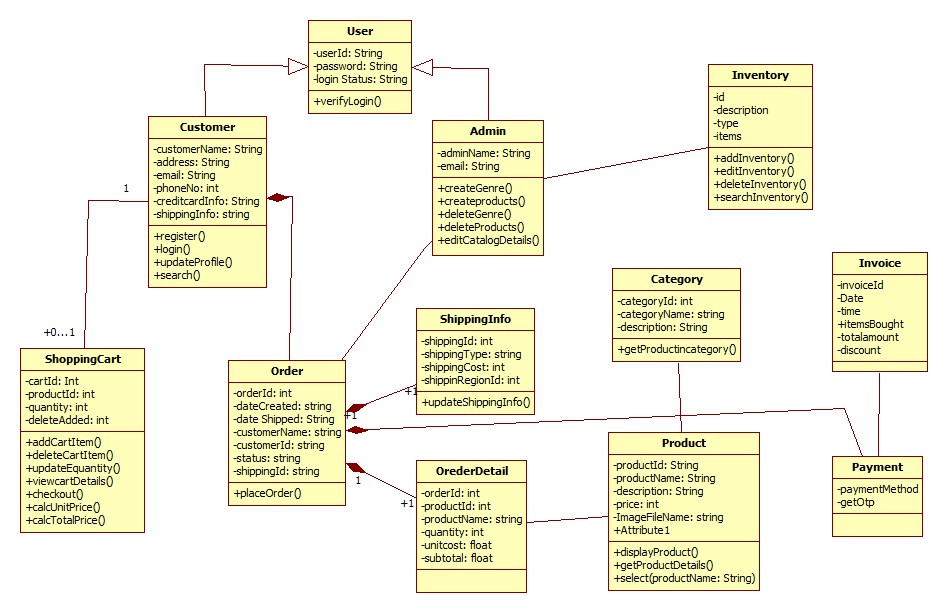 User
-userId: String
-password: String
-login Status: String
+verifyLogin()
Customer
-customerName: String
-address: String
-email: String
-phoneNo: int
-creditcardInfo: String
-shippingInfo: string
+register()
+login()
+updateProfile()
+search()
Admin
-adminName: String
-email: String
+createGenre()
+createproducts()
+deleteGenre()
+deleteProducts()
+editCatalogDetails()
Inventory
-id
-description
-type
-items
+addInventory()
+editInventory()
+deleteInventory()
+searchInventory()
1
+0...1
ShoppingCart
-cartId: Int
-productId: int
-quantity: int
-deleteAdded: int
+addCartItem()
+deleteCartItem()
+updateEquantity()
+viewcartDetails()
+checkout()
+calcUnitPrice()
+calcTotalPrice()
Order
-orderId: int
-dateCreated: string
-date Shipped: String
-customerName: string
-customerId: string
-status: string
-shippingId: string
+placeOrder()
ShippingInfo
-shippingId: int
-shippingType: string
-shippingCost: int
-shippinRegionId: int
+updateShippingInfo()
+1
+1
1
+1
OrederDetail
-orderId: int
-productId: int
-productName: string
-quantity: int
-unitcost: float
-subtotal: float
Category
-categoryId: int
-categoryName: string
-description: String
+getProductincategory()
Product
-productId: String
-productName: String
-description: String
-price: int
-ImageFileName: string
+Attribute1
+displayProduct()
+getProductDetails()
+select(productName: String)
Invoice
-invoiceId
-Date
-time
+itemsBought
-totalamount
-discount
Payment
-paymentMethod
-getOtp